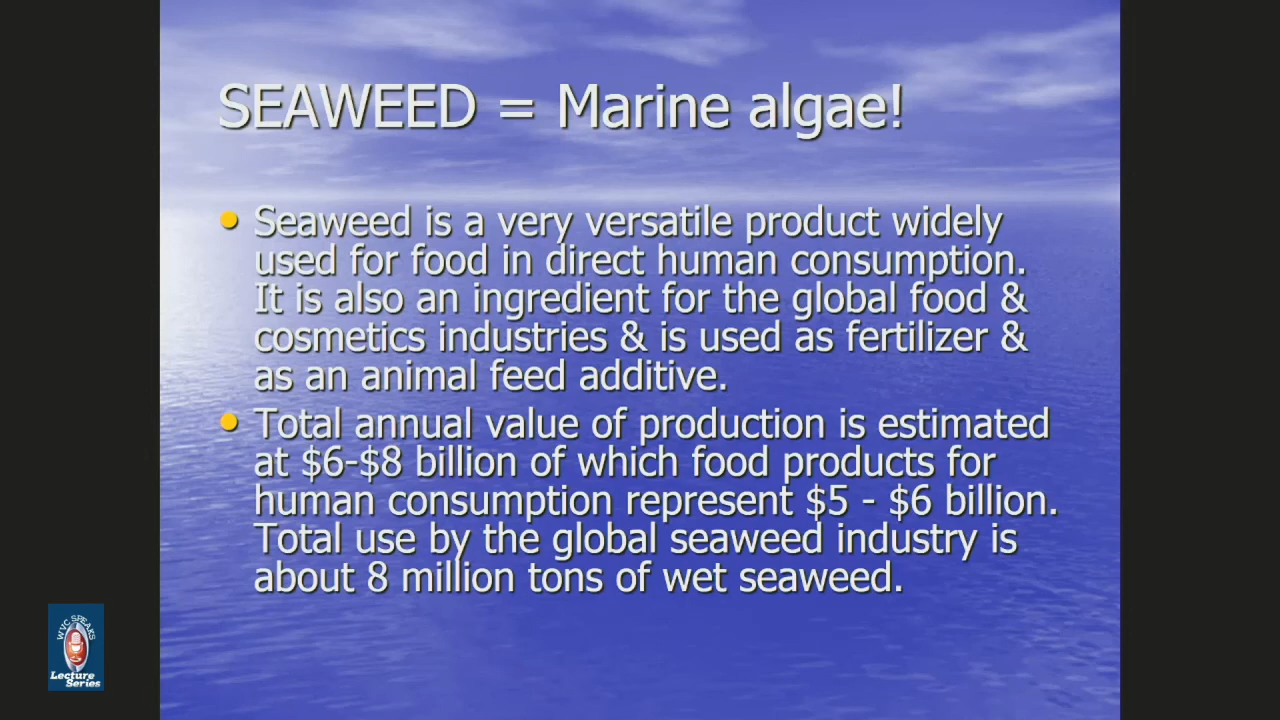 SEAWEED = Marine algae!
Seaweed is a very versatile product widely
used for food in direct human consumption.
It is also an ingredient for the global food &
cosmetics industries & is used as fertilizer &
as an animal feed additive.
Total annual value of production is estimated
at $6-$8 billion of which food products for
human consumption represent $5 - $6 billion.
Total use by the global seaweed industry is
about 8 million tons of wet seaweed.
WVC SPEAKS
Lecture
Series